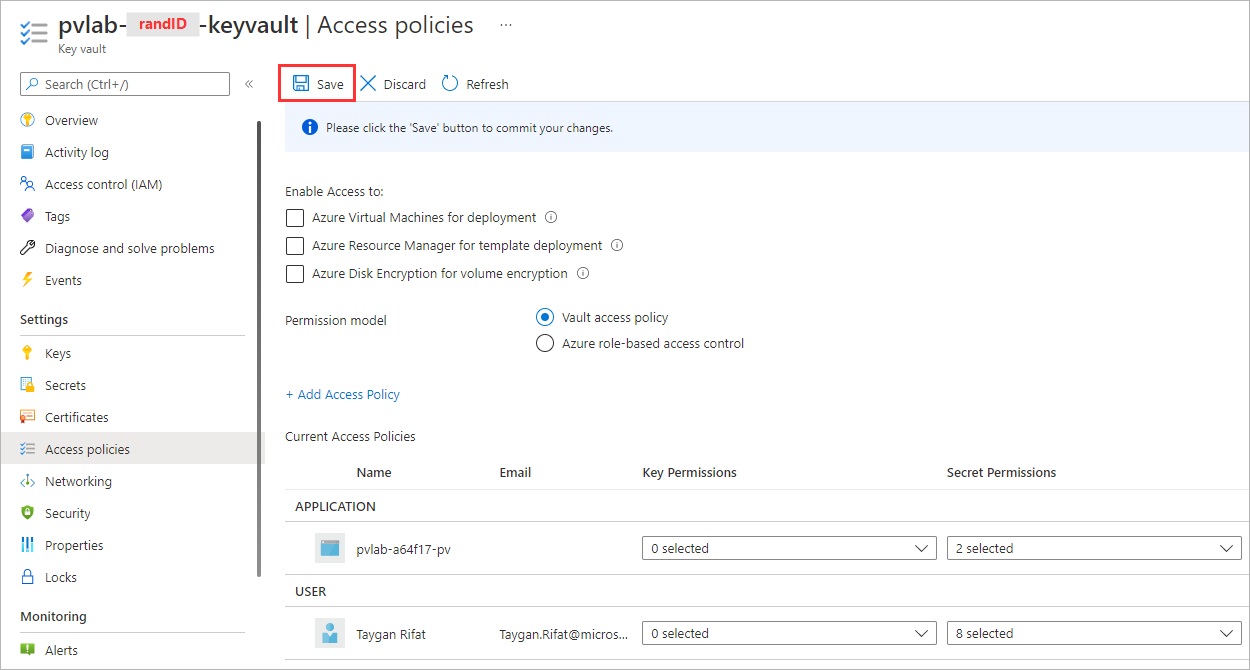 pvlab- randID -keyvault | Access policies ...
Key vault
Search (Ctrl+/) «
Save Discard Refresh
Please click the 'Save' button to commit your changes.
Overview
Activity log
Access control (IAM)
Tags
Diagnose and solve problems
Events
Settings
Keys
Secrets
Certificates
Access policies
Networking
Security
Properties
Locks
Monitoring
Alerts
Enable Access to:
Azure Virtual Machines for deployment
Azure Resource Manager for template deployment
Azure Disk Encryption for volume encryption
Permission model
Vault access policy
Azure role-based access control
+ Add Access Policy
Current Access Policies
Name Email Key Permissions Secret Permissions
APPLICATION
pvlab-a64f17-pv 0 selected 2 selected
USER
Taygan Rifat Taygan.Rifat@micros... 0 selected 8 selected